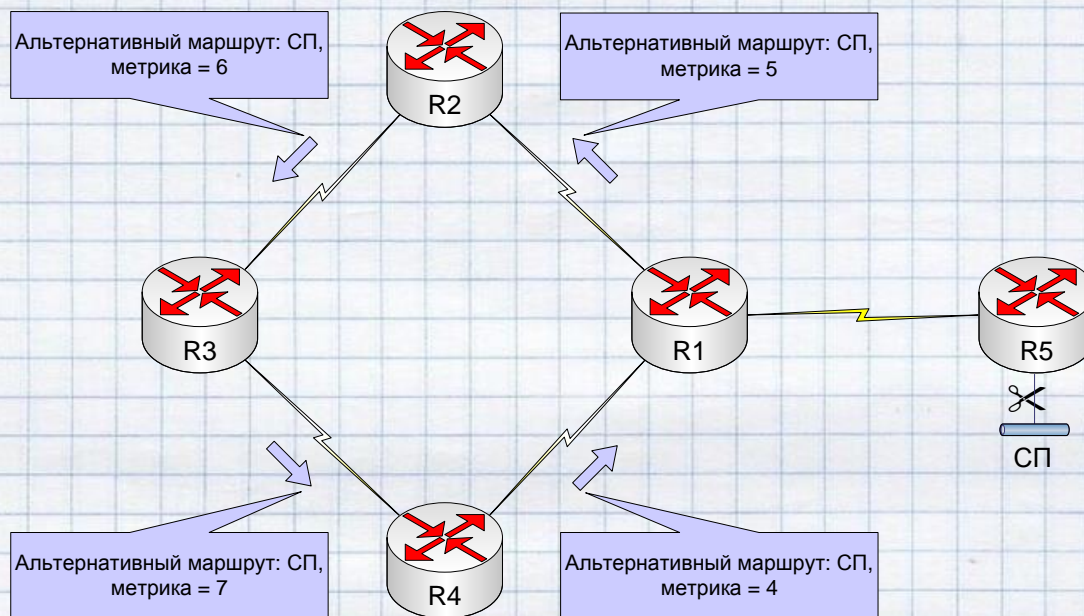 Альтернативный маршрут: СП,
метрика = 6
Альтернативный маршрут: СП,
метрика = 5
R2
R3
R1
R5
СП
Альтернативный маршрут: СП,
метрика = 7
R4
Альтернативный маршрут: СП,
метрика = 4